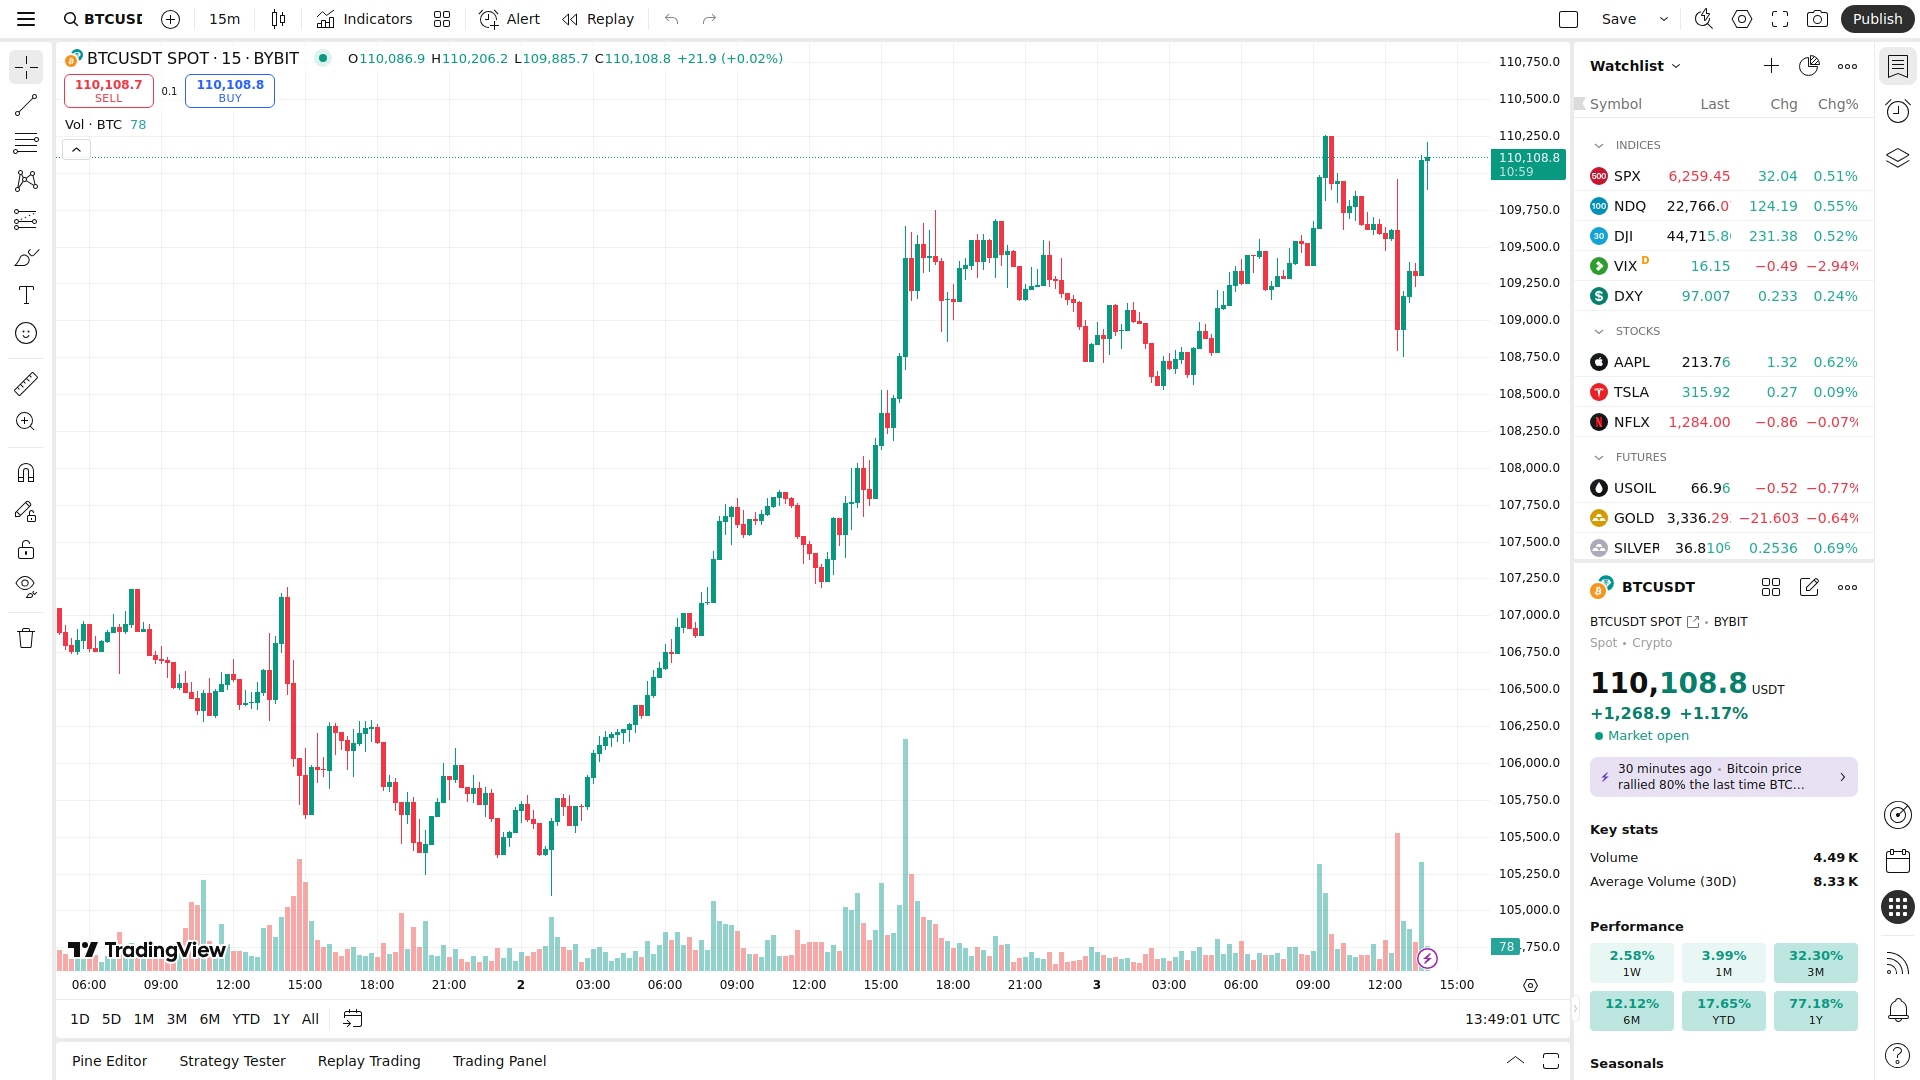 BTCUSD
15m
Indicators
Alert
Replay
Save
Publish
BTCUSDT SPOT · 15 · BYBIT
O110,086.9 H110,206.2 L109,885.7 C110,108.8 +21.9 (+0.02%)
110,108.7
SELL
0.1
110,108.8
BUY
Vol · BTC 78
110,750.0
110,500.0
110,250.0
110,108.8
10:59
109,750.0
109,500.0
109,250.0
109,000.0
108,750.0
108,500.0
108,250.0
108,000.0
107,750.0
107,500.0
107,250.0
107,000.0
106,750.0
106,500.0
106,250.0
106,000.0
105,750.0
105,500.0
105,250.0
105,000.0
78
,750.0
TradingView
06:00 09:00 12:00 15:00 18:00 21:00 2 03:00 06:00 09:00 12:00 15:00 18:00 21:00 3 03:00 06:00 09:00 12:00 15:00
1D 5D 1M 3M 6M YTD 1Y All
13:49:01 UTC
Pine Editor Strategy Tester Replay Trading Trading Panel
Watchlist
Symbol Last Chg Chg%
INDICES
500 SPX 6,259.45 32.04 0.51%
100 NDQ 22,766.0 124.19 0.55%
30 DJI 44,715.8 231.38 0.52%
VIX D 16.15 −0.49 −2.94%
DXY 97.007 0.233 0.24%
STOCKS
AAPL 213.76 1.32 0.62%
TSLA 315.92 0.27 0.09%
NFLX 1,284.00 −0.86 −0.07%
FUTURES
USOIL 66.96 −0.52 −0.77%
GOLD 3,336.29 −21.603 −0.64%
SILVER 36.8106 0.2536 0.69%
BTCUSDT
BTCUSDT SPOT • BYBIT
Spot • Crypto
110,108.8 USDT
+1,268.9 +1.17%
Market open
30 minutes ago • Bitcoin price
rallied 80% the last time BTC...
Key stats
Volume 4.49 K
Average Volume (30D) 8.33 K
Performance
2.58% 3.99% 32.30%
1W 1M 3M
12.12% 17.65% 77.18%
6M YTD 1Y
Seasonals